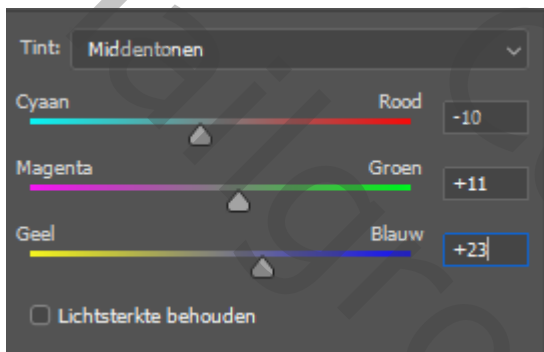 Tint: Middentonen
Cyaan Rood -10
Magenta Groen +11
Geel Blauw +23
Lichtsterkte behouden